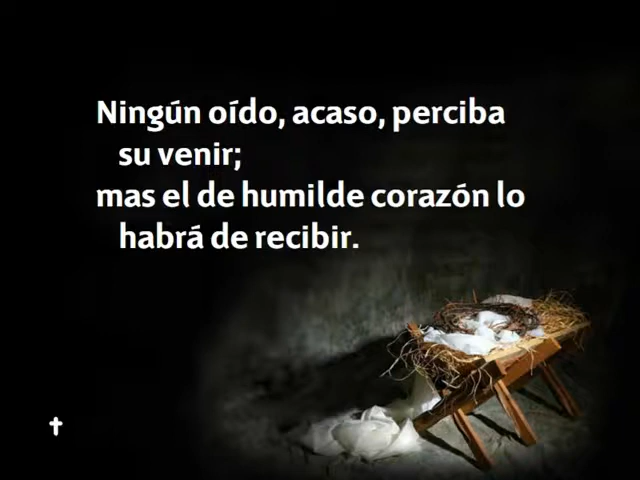 Ningún oído, acaso, perciba
su venir;
mas el de humilde corazón lo
habrá de recibir.